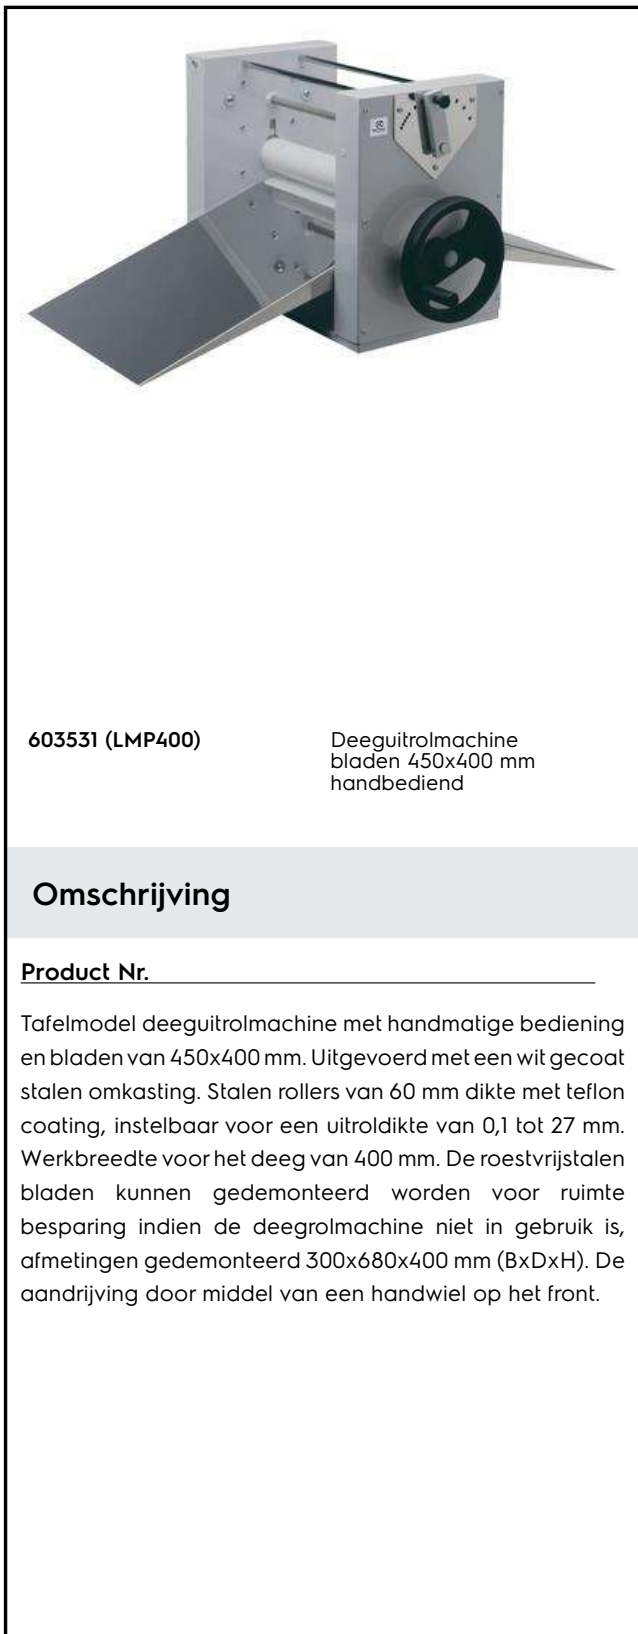 603531 (LMP400)
Deeguitrolmachine
bladen 450x400 mm
handbediend
Omschrijving
Product Nr.
Tafelmodel deeguitrolmachine met handmatige bediening
en bladen van 450x400 mm. Uitgevoerd met een wit gecoat
stalen omkasting. Stalen rollers van 60 mm dikte met teflon
coating, instelbaar voor een uitroldikte van 0,1 tot 27 mm.
Werkbreedte voor het deeg van 400 mm. De roestvrijstalen
bladen kunnen gedemonteerd worden voor ruimte
besparing indien de deegrolmachine niet in gebruik is,
afmetingen gedemonteerd 300x680x400 mm (BxDxH). De
aandrijving door middel van een handwiel op het front.